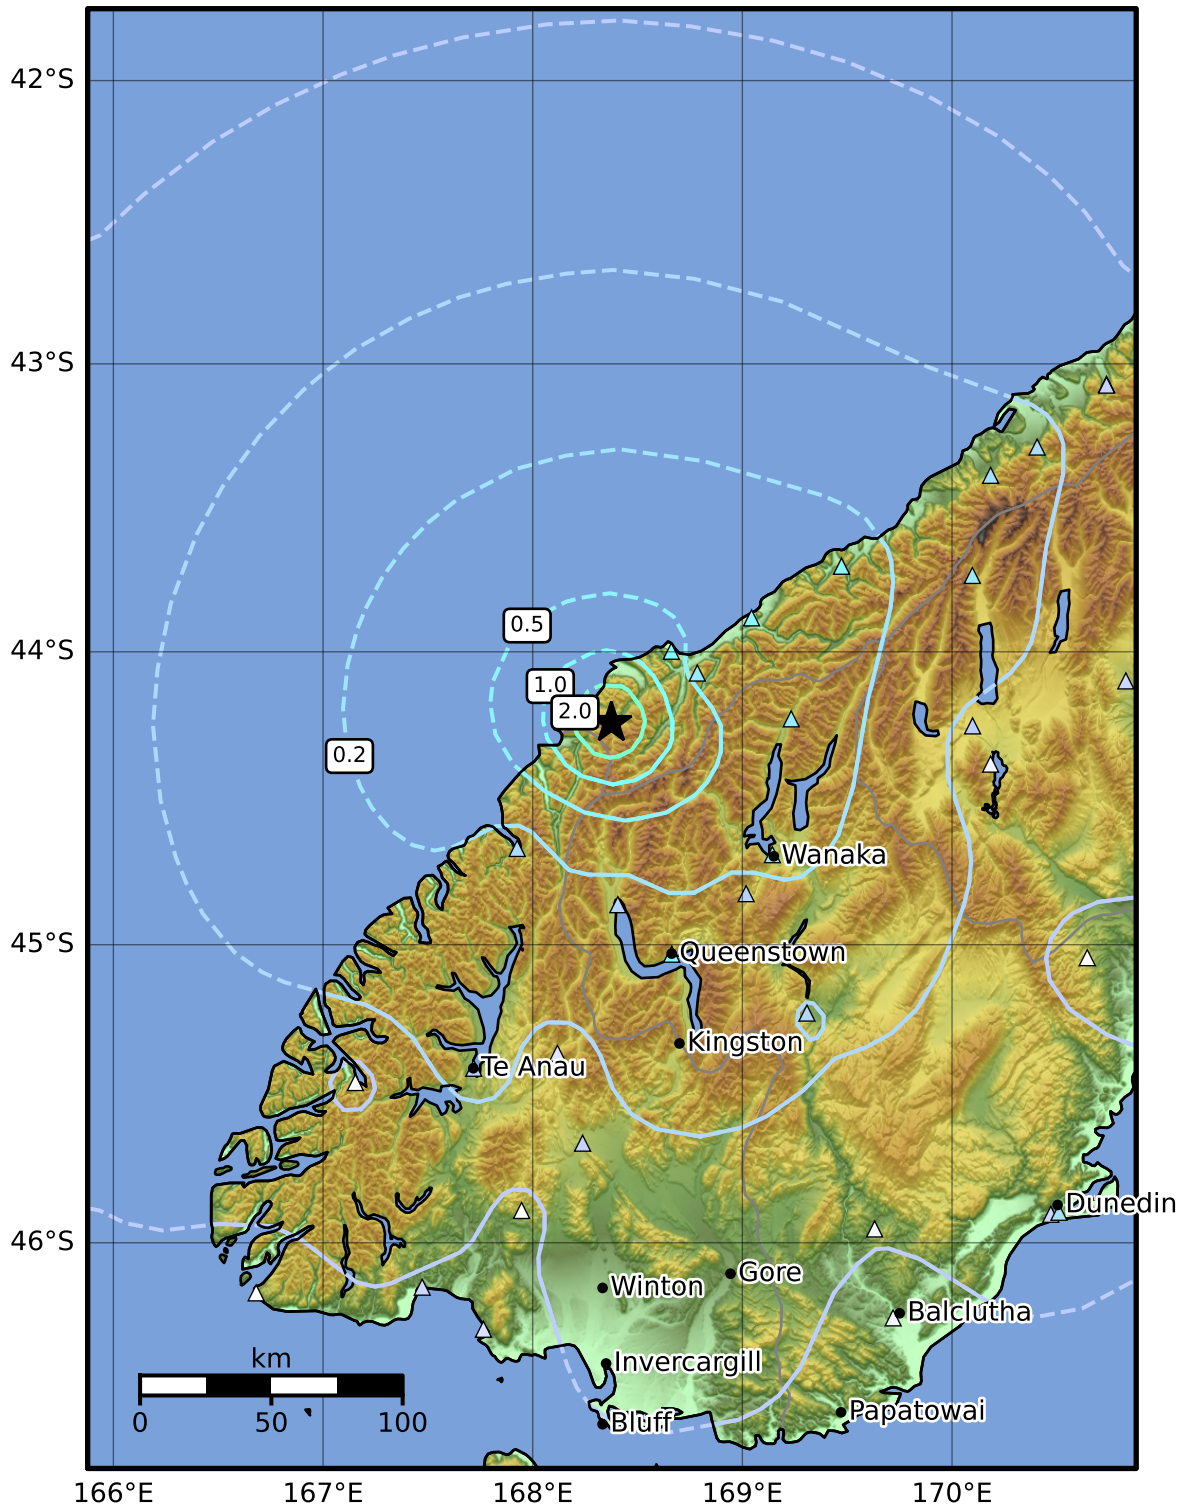 42°S
43°S
0.5
44°S
1.0
2.0
0.2
Wanaka
45°S
Queenstown
Kingston
Te Anau
Dunedin
46°S
Gore
Winton
Balclutha
km
Invercargill
Papatowai
0 50 100
Bluff
166°E 167°E 168°E 169°E 170°E